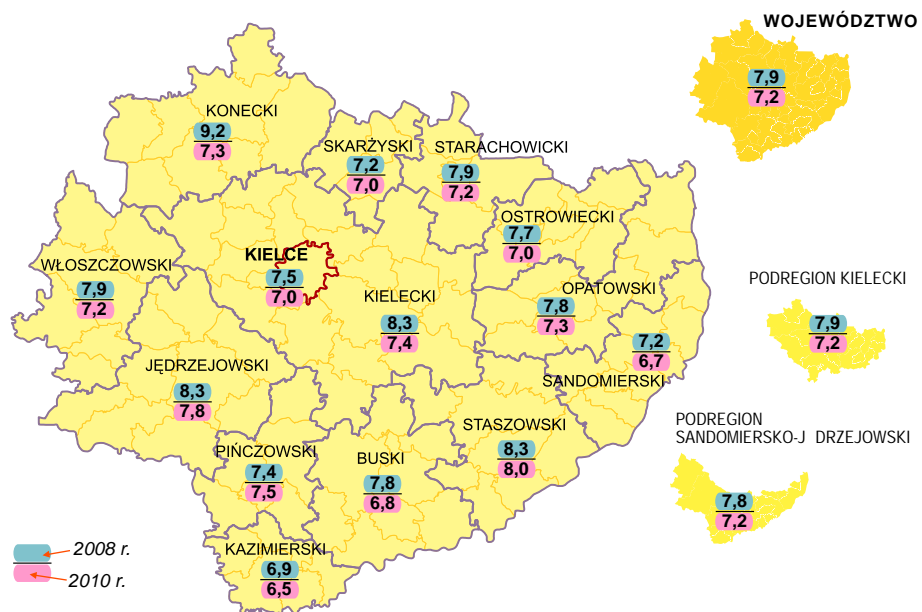 WOJEWÓDZTWO
7,9
7,2
KONECKI
9,2
7,3
SKARŻYSKI
7,2
7,0
STARACHOWICKI
7,9
7,2
OSTROWIECKI
7,7
7,0
WŁOSZCZOWSKI
7,9
7,2
KIELCE
7,5
7,0
KIELECKI
8,3
7,4
OPATOWSKI
7,8
7,3
PODREGION KIELECKI
7,9
7,2
JĘDRZEJOWSKI
8,3
7,8
7,2
6,7
SANDOMIERSKI
STASZOWSKI
8,3
8,0
PODREGION
SANDOMIERSKO-J DRZEJOWSKI
7,8
7,2
PIŃCZOWSKI
7,4
7,5
BUSKI
7,8
6,8
KAZIMIERSKI
6,9
6,5
2008 r.
2010 r.